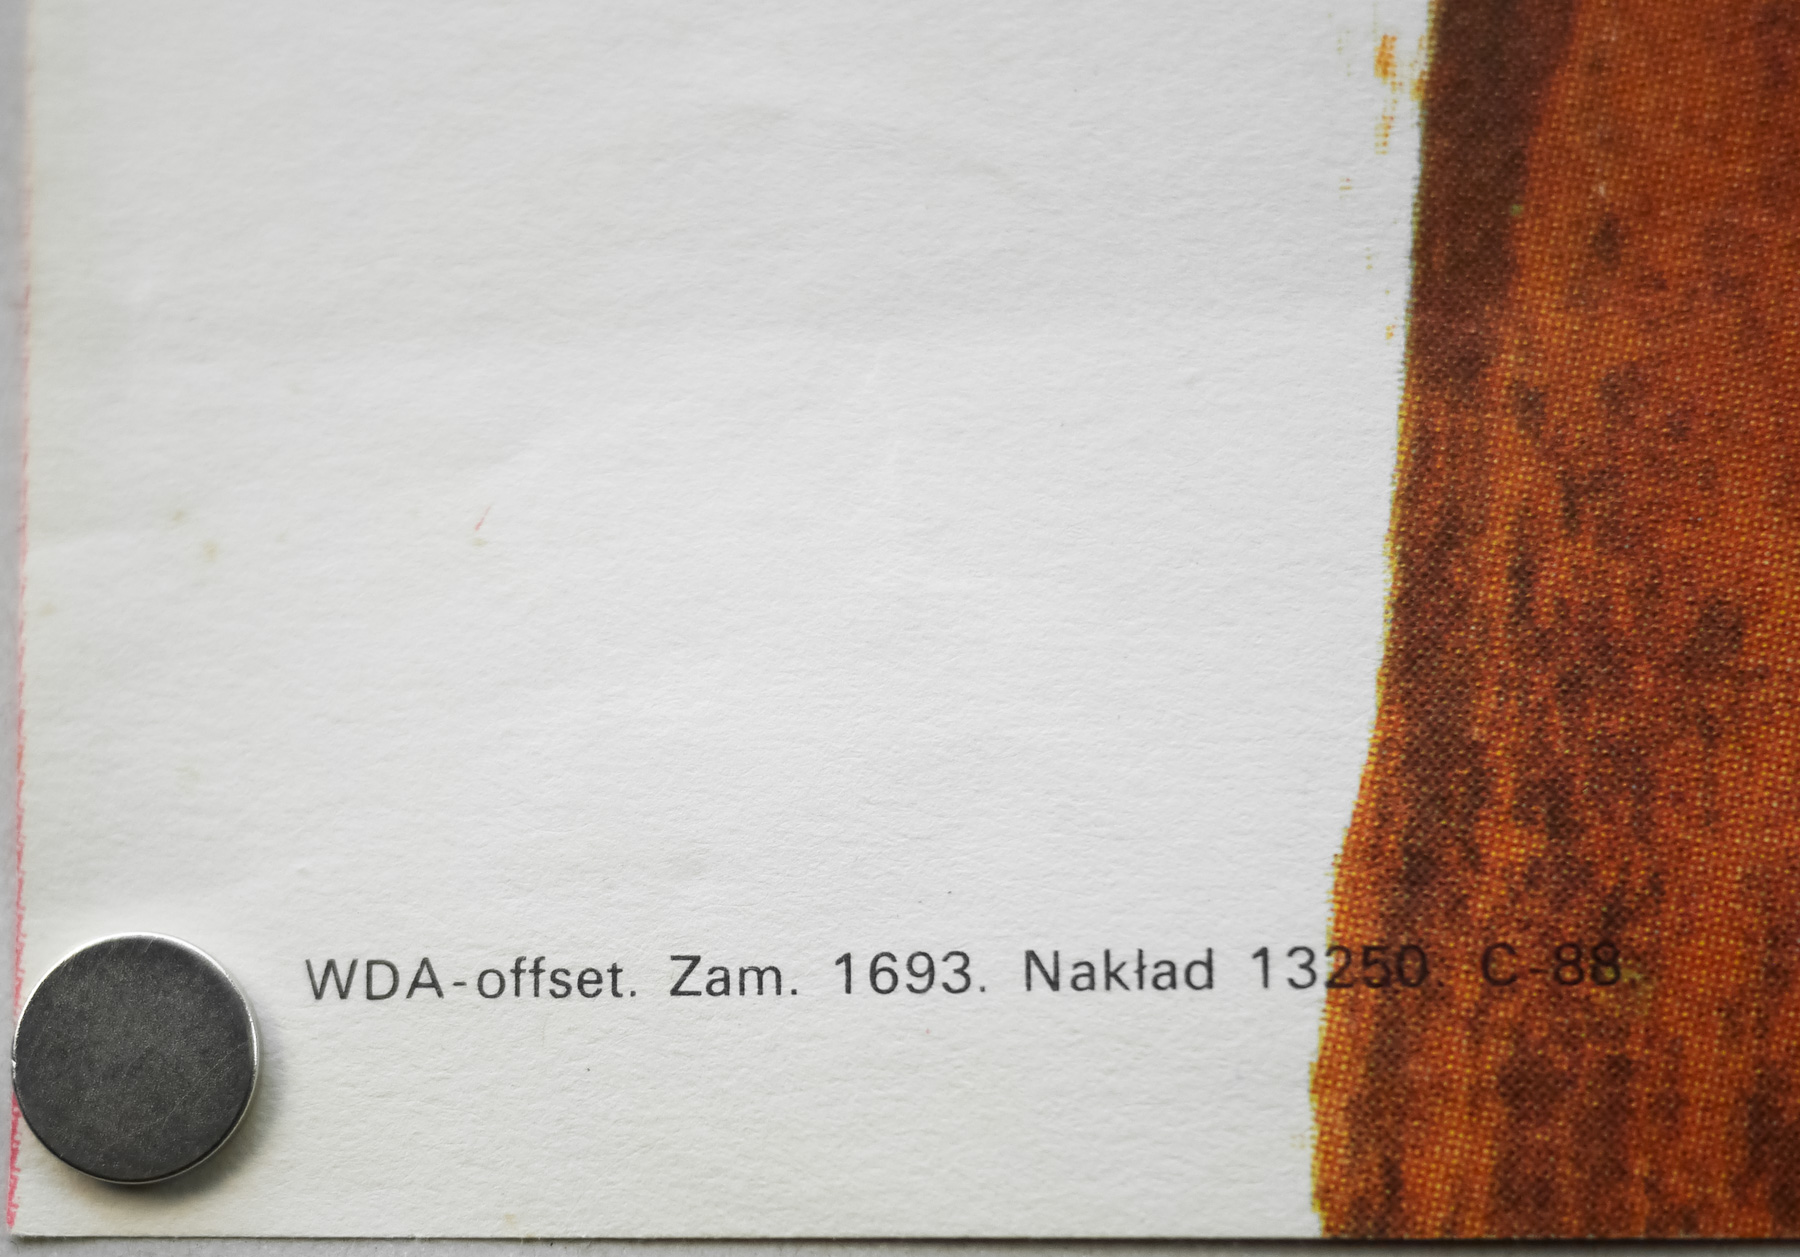 WDA-offset. Zam. 1693. Nakład 13250. C-88.